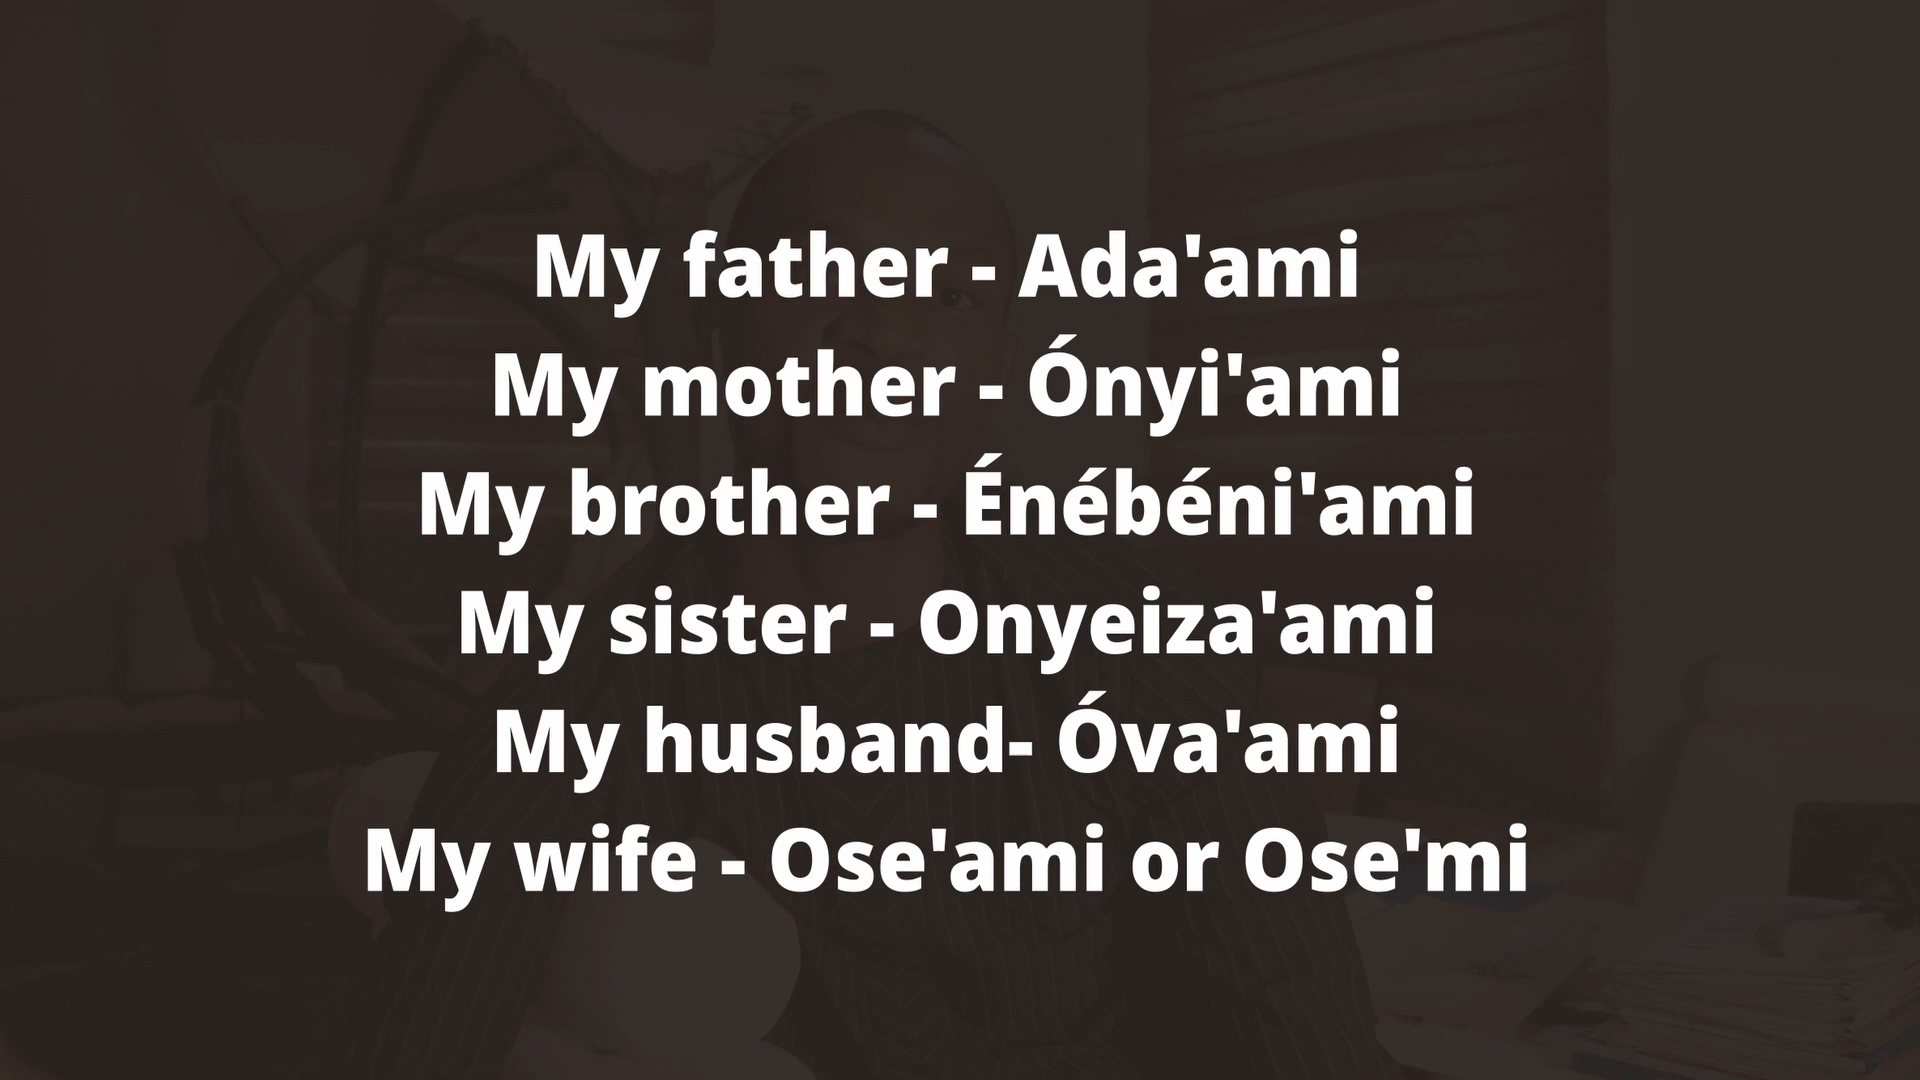 My father - Ada'ami
My mother - Ónyi'ami
My brother - Énébéni'ami
My sister - Onyeiza'ami
My husband- Óva'ami
My wife - Ose'ami or Ose'mi